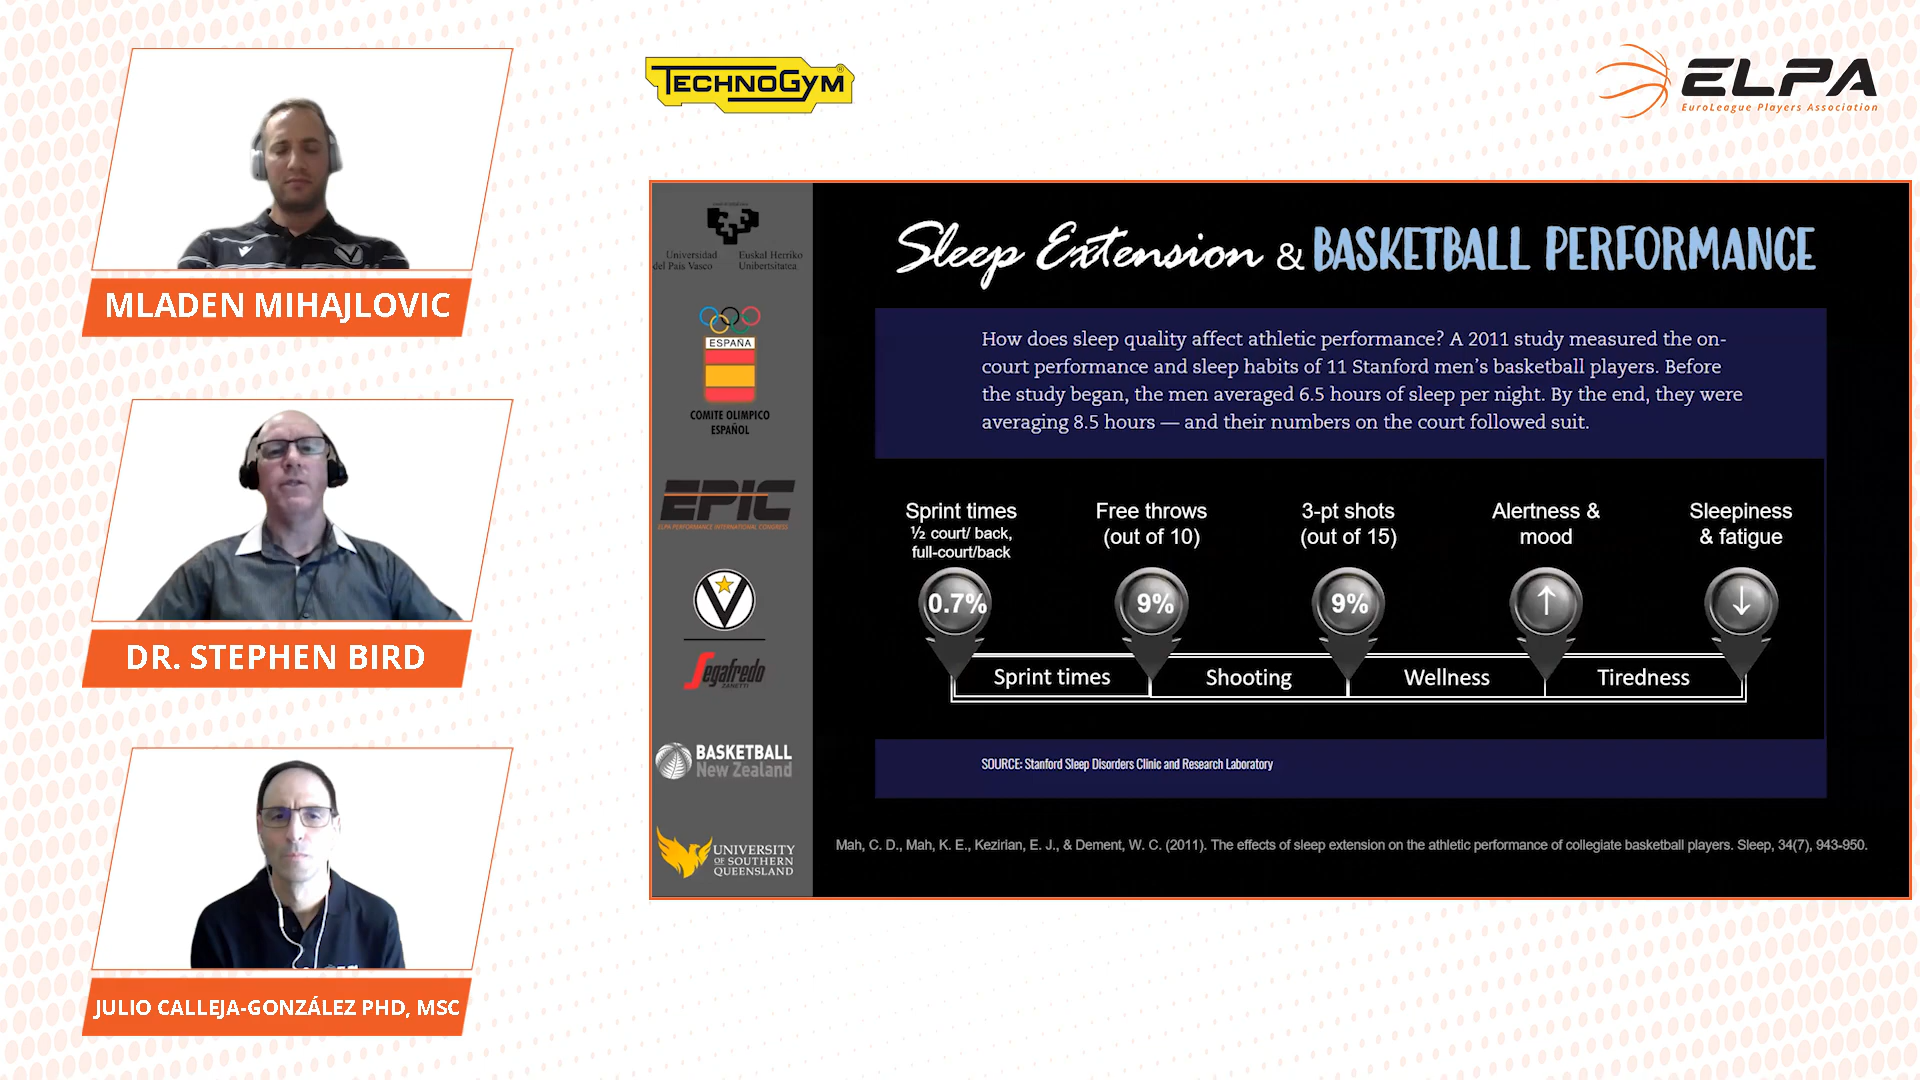 MLADEN MIHAJLOVIC
DR. STEPHEN BIRD
JULIO CALLEJA-GONZÁLEZ PHD, MSC
TECHNOGYM
ELPA
EuroLeague Players Association
Universidad del País Vasco
Euskal Herriko Unibertsitatea
ESPAÑA
COMITE OLIMPICO
ESPAÑOL
EPIC
ELPA PERFORMANCE INTERNATIONAL CONGRESS
V
Segafredo
ZANETTI
BASKETBALL
New Zealand
UNIVERSITY
OF SOUTHERN
QUEENSLAND
Sleep Extension & BASKETBALL PERFORMANCE
How does sleep quality affect athletic performance? A 2011 study measured the on-
court performance and sleep habits of 11 Stanford men's basketball players. Before
the study began, the men averaged 6.5 hours of sleep per night. By the end, they were
averaging 8.5 hours — and their numbers on the court followed suit.
Sprint times
½ court/ back,
full-court/back
0.7%
Free throws
(out of 10)
9%
3-pt shots
(out of 15)
9%
Alertness &
mood
↑
Sleepiness
& fatigue
↓
Sprint times
Shooting
Wellness
Tiredness
SOURCE: Stanford Sleep Disorders Clinic and Research Laboratory
Mah, C. D., Mah, K. E., Kezirian, E. J., & Dement, W. C. (2011). The effects of sleep extension on the athletic performance of collegiate basketball players. Sleep, 34(7), 943-950.